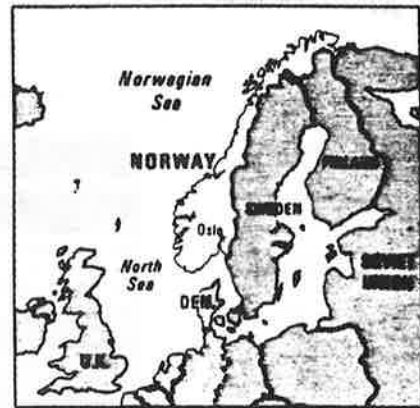 Norwegian
Sea
NORWAY
FINLAND
SWEDEN
Oslo
SOVIET
UNION
North
Sea
DEN.
U.K.